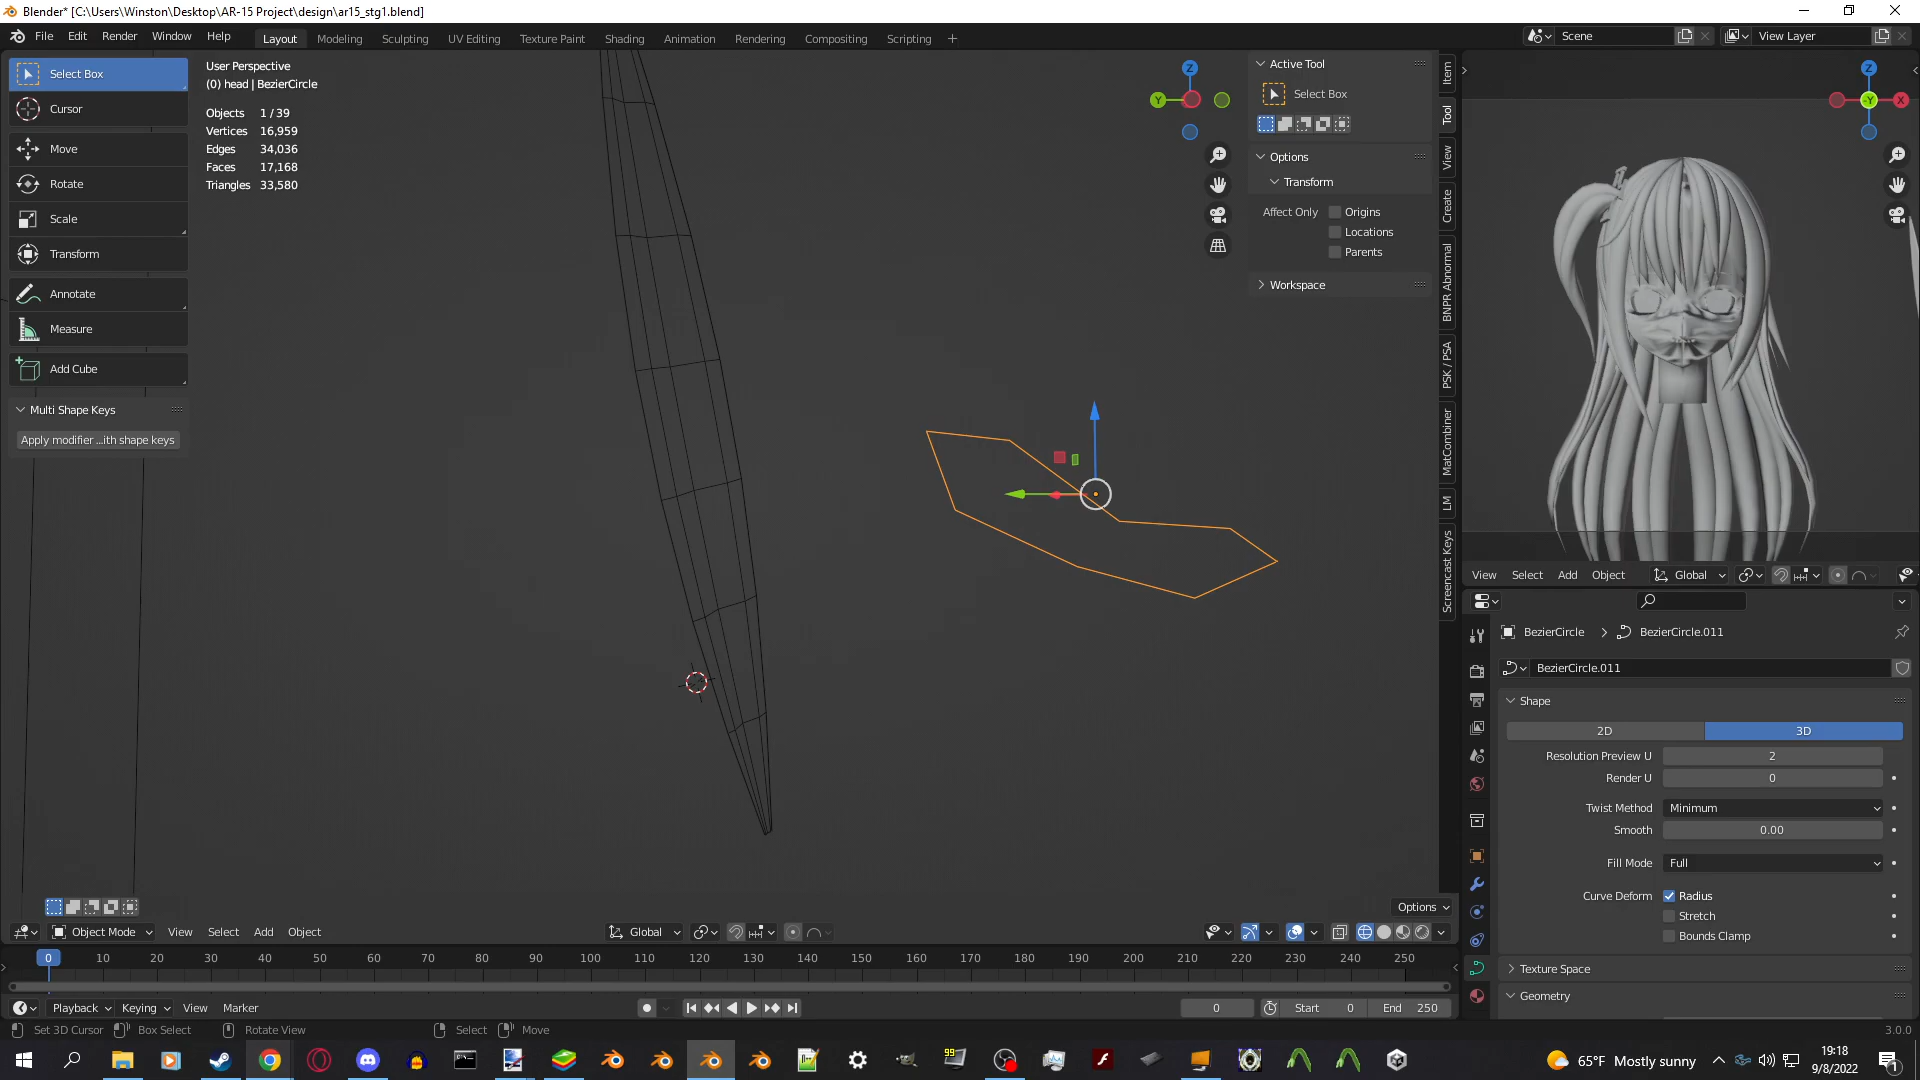 Blender* [C:\Users\Winston\Desktop\AR-15 Project\design\ar15_stg1.blend]
File Edit Render Window Help Layout Modeling Sculpting UV Editing Texture Paint Shading Animation Rendering Compositing Scripting + Scene View Layer
Select Box
Cursor
Move
Rotate
Scale
Transform
Annotate
Measure
Add Cube
Multi Shape Keys
Apply modifier ...ith shape keys
User Perspective
(0) head | BezierCircle
Objects 1 / 39
Vertices 16,959
Edges 34,036
Faces 17,168
Triangles 33,580
Z
Y
Active Tool
Select Box
Options
Transform
Affect Only Origins
Locations
Parents
Workspace
Item
Tool
View
Create
BNPR Abnormal
PSK / PSA
MatCombiner
LM
Screencast Keys
Z
-Y
X
View Select Add Object Global
BezierCircle BezierCircle.011
BezierCircle.011
Shape
2D 3D
Resolution Preview U 2
Render U 0
Twist Method Minimum
Smooth 0.00
Fill Mode Full
Curve Deform Radius
Stretch
Bounds Clamp
Texture Space
Geometry
Options
Object Mode View Select Add Object Global
0 10 20 30 40 50 60 70 80 90 100 110 120 130 140 150 160 170 180 190 200 210 220 230 240 250
Playback Keying View Marker 0 Start 0 End 250
Set 3D Cursor Box Select Rotate View Select Move 3.0.0
99
65°F Mostly sunny
19:18
9/8/2022
1